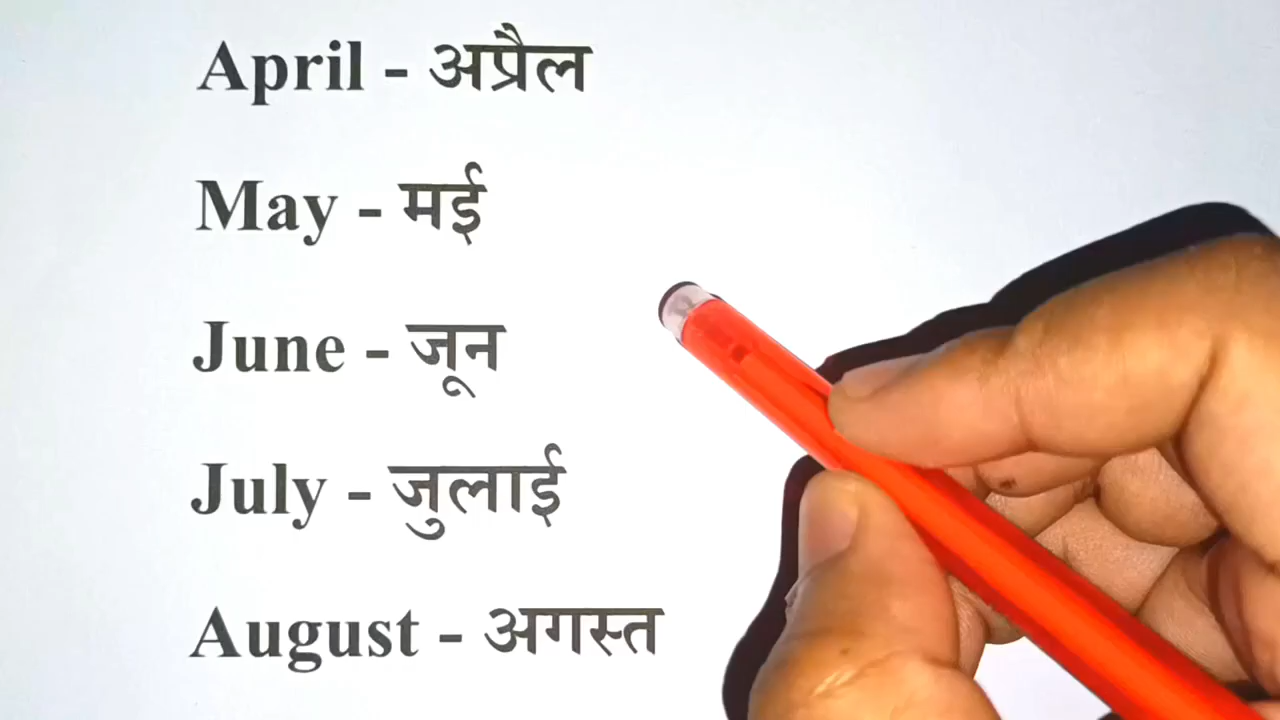 April - अप्रैल
May - मई
June - जून
July - जुलाई
August - अगस्त